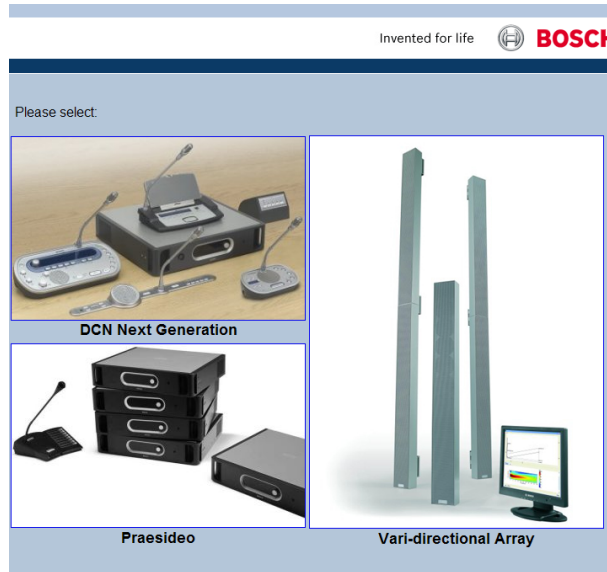 Invented for life
BOSCH
Please select:
DCN Next Generation
Praesideo
Vari-directional Array